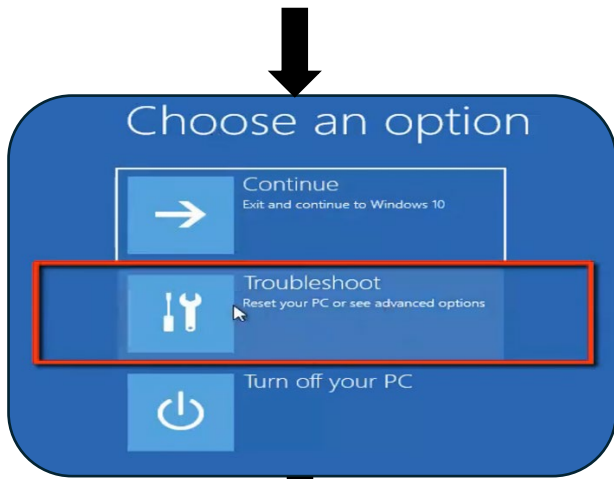 Choose an option
Continue
Exit and continue to Windows 10
Troubleshoot
Reset your PC or see advanced options
Turn off your PC